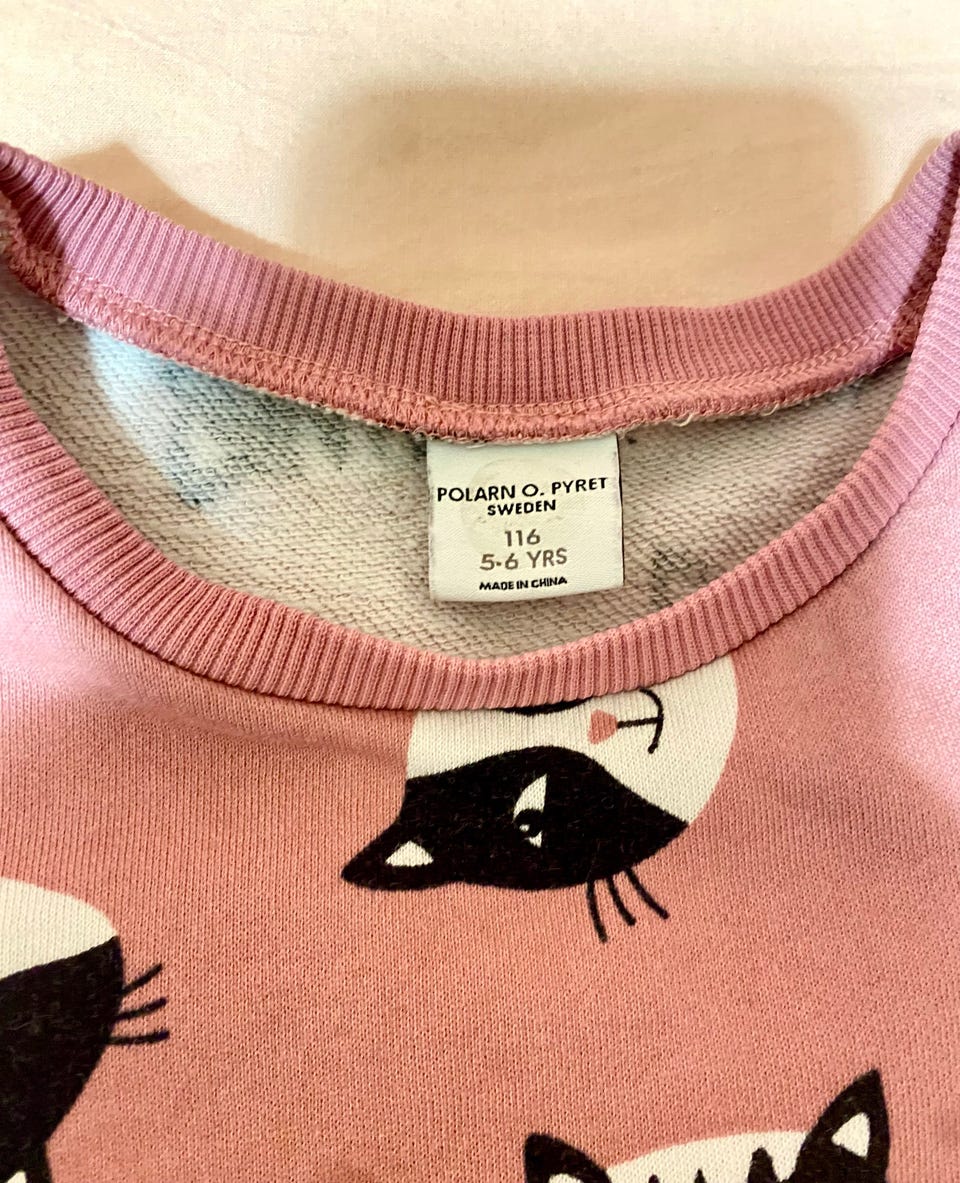 POLARN O. PYRET
SWEDEN
116
5-6 YRS
MADE IN CHINA